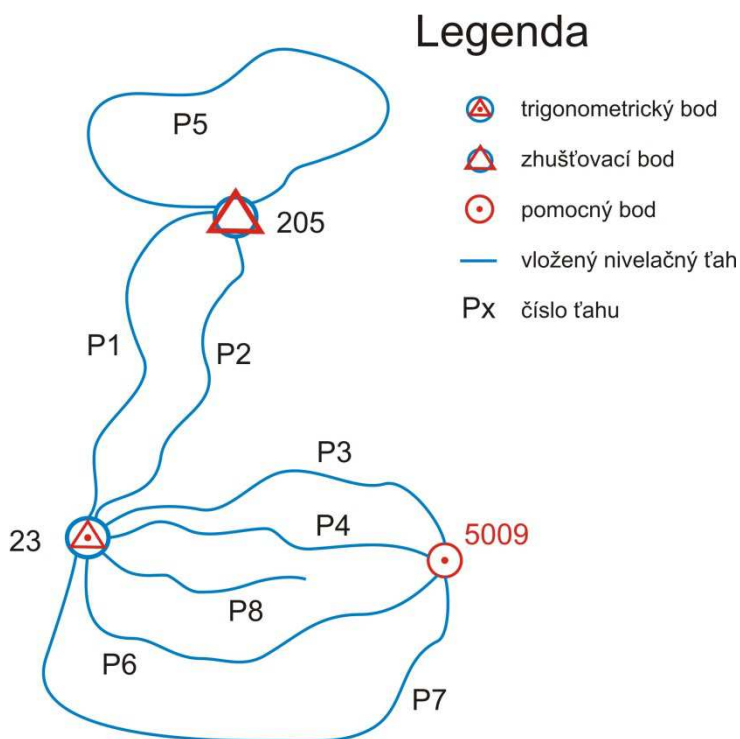 Legenda
trigonometrický bod
zhušťovací bod
pomocný bod
vložený nivelačný ťah
Px číslo ťahu
P5
205
P1
P2
P3
P4
5009
23
P8
P6
P7